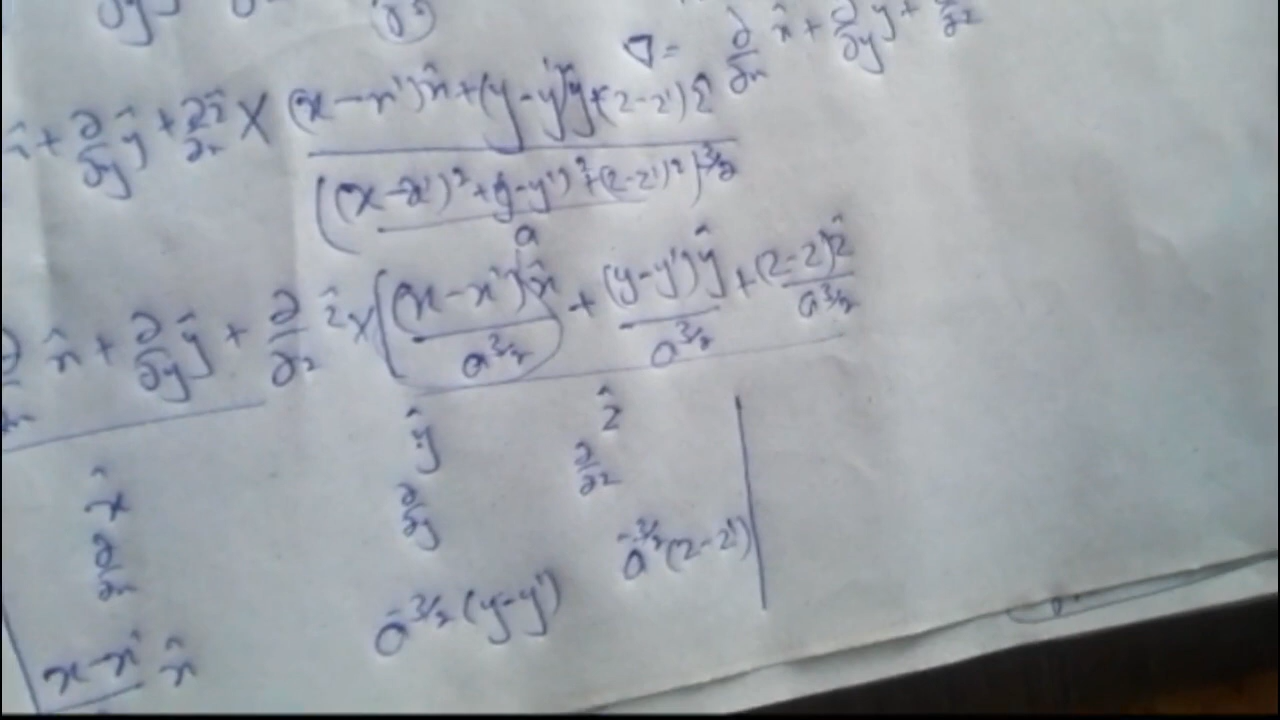 ∇ = ∂/∂x x̂ + ∂/∂y ŷ + ∂/∂z
+ ∂/∂y ŷ + ∂/∂z ẑ × (x-x')x̂+(y-y')ŷ+(z-z')ẑ
((x-x')²+(y-y')²+(z-z')²)^3/2
a
x̂ + ∂/∂y ŷ + ∂/∂z ẑ × ((x-x')x̂/a^3/2 + (y-y')ŷ/a^3/2 + (z-z)ẑ/a^3/2
x̂ ŷ ẑ
∂/∂x ∂/∂y ∂/∂z
x-x' x̂ a^-3/2 (y-y') a^-3/2 (z-z')